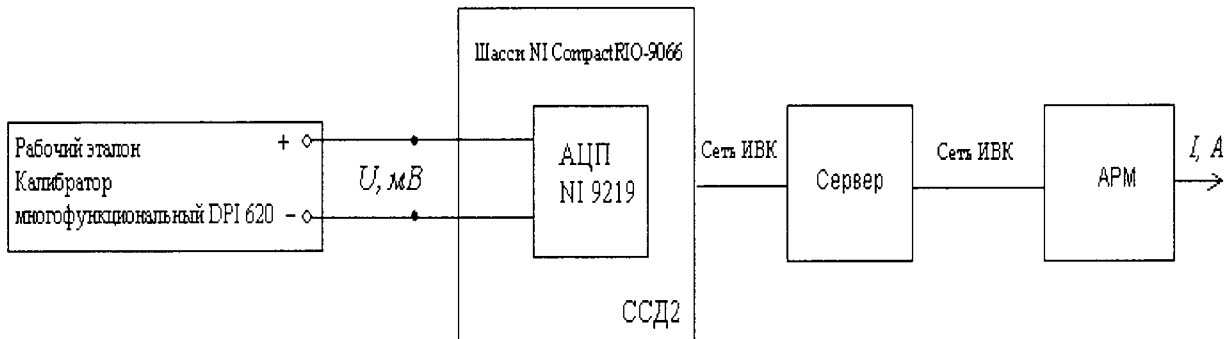 Шасси NI CompactRIO-9066
Рабочий эталон
Калибратор
многофункциональный DPI 620
+
−
U, мВ
АЦП
NI 9219
ССД2
Сеть ИВК
Сервер
Сеть ИВК
АРМ
I, А